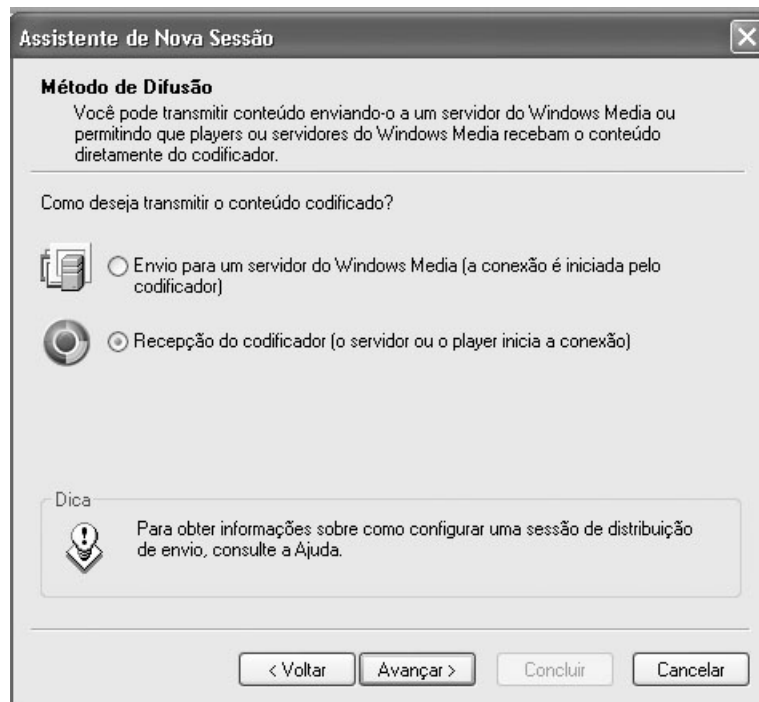 Assistente de Nova Sessão
Método de Difusão
Você pode transmitir conteúdo enviando-o a um servidor do Windows Media ou
permitindo que players ou servidores do Windows Media recebam o conteúdo
diretamente do codificador.
Como deseja transmitir o conteúdo codificado?
Envio para um servidor do Windows Media (a conexão é iniciada pelo
codificador)
Recepção do codificador (o servidor ou o player inicia a conexão)
Dica
Para obter informações sobre como configurar uma sessão de distribuição
de envio, consulte a Ajuda.
< Voltar Avançar > Concluir Cancelar